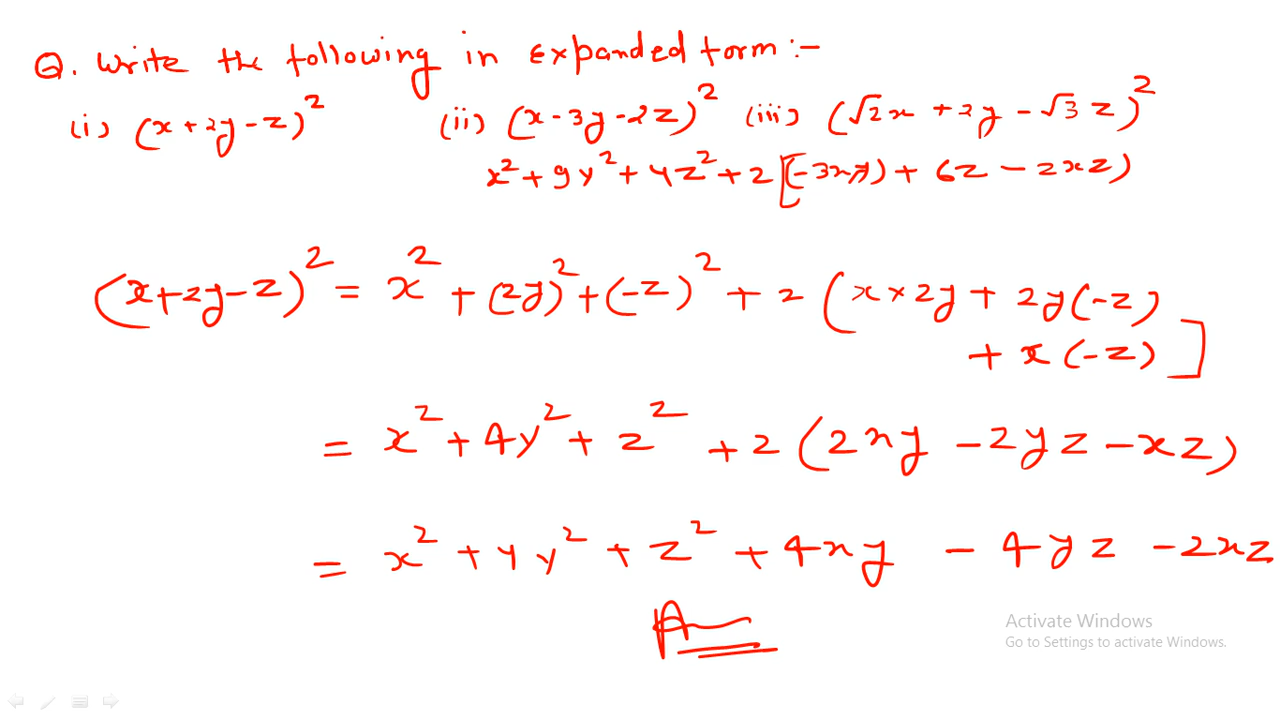 Q. Write the following in Expanded form :-
(i) (x + 2y - z)² (ii) (x - 3y - 2z)² (iii) (√2x + 2y - √3 z)²
x² + 9y² + 4z² + 2 [(-3xy) + 6z - 2xz)
(x+2y-z)² = x² + (2y)² + (-z)² + 2 (x × 2y + 2y(-z)
+ x (-z) ]
= x² + 4y² + z² + 2 (2xy - 2yz - xz)
= x² + 4y² + z² + 4xy - 4yz - 2xz
A
Activate Windows
Go to Settings to activate Windows.